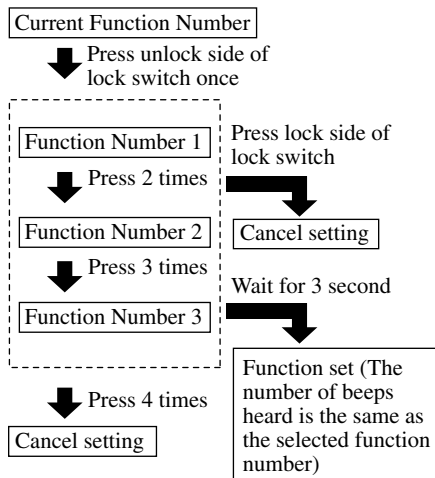 Current Function Number
Press unlock side of
lock switch once
Function Number 1
Press lock side of
lock switch
Press 2 times
Function Number 2
Cancel setting
Press 3 times
Wait for 3 second
Function Number 3
Function set (The
number of beeps
heard is the same as
the selected function
number)
Press 4 times
Cancel setting